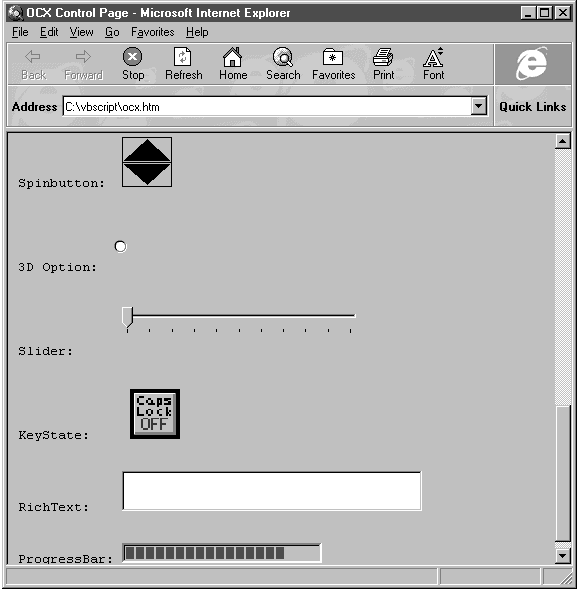 OCX Control Page - Microsoft Internet Explorer
File Edit View Go Favorites Help
Back Forward Stop Refresh Home Search Favorites Print Font
Address C:\vbscript\ocx.htm Quick Links
Spinbutton:
3D Option:
Slider:
Caps
Lock
OFF
KeyState:
RichText:
ProgressBar: